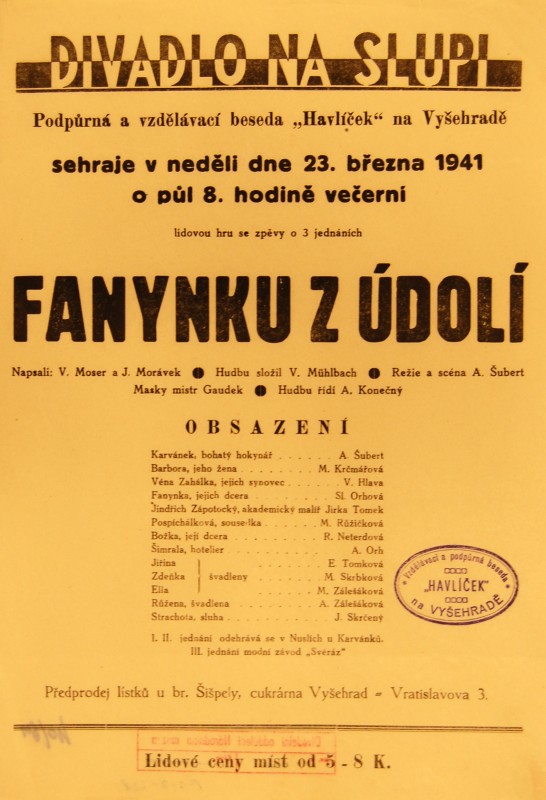 DIVADLO NA SLUPI
Podpůrná a vzdělávací beseda „Havlíček“ na Vyšehradě
sehraje v neděli dne 23. března 1941
o půl 8. hodině večerní
lidovou hru se zpěvy o 3 jednáních
FANYNKU Z ÚDOLÍ
Napsali: V. Moser a J. Morávek ● Hudbu složil V. Mühlbach ● Režie a scéna A. Šubert
Masky mistr Gaudek ● Hudbu řídí A. Konečný
OBSAZENÍ
Karvánek, bohatý hokynář . . . . . . A. Šubert
Barbora, jeho žena . . . . . . . . M. Krčmářová
Véna Zahálka, jejich synovec . . . . . V. Hlava
Fanynka, jejich dcera . . . . . . . . Sl. Orhová
Jindřich Zápotocký, akademický malíř Jirka Tomek
Pospíchálková, sousedka . . . . . M. Růžičková
Božka, její dcera . . . . . . . . . R. Neterdová
Šimrala, hotelier . . . . . . . . . . A. Orh
Jiřina E. Tomková
Zdeňka švadleny M. Skrbková
Ella M. Zálešáková
Růžena, švadlena . . . . . . . . A. Zálešáková
Strachota, sluha . . . . . . . . . . J. Skrčený
I. II. jednání odehrává se v Nuslích u Karvánků.
III. jednání modní závod „Svéráz“
Vzdělávací a podpůrná beseda
„HAVLÍČEK“
na VYŠEHRADĚ
Předprodej lístků u br. Šišpely, cukrárna Vyšehrad = Vratislavova 3.
Lidové ceny míst od 5 - 8 K.